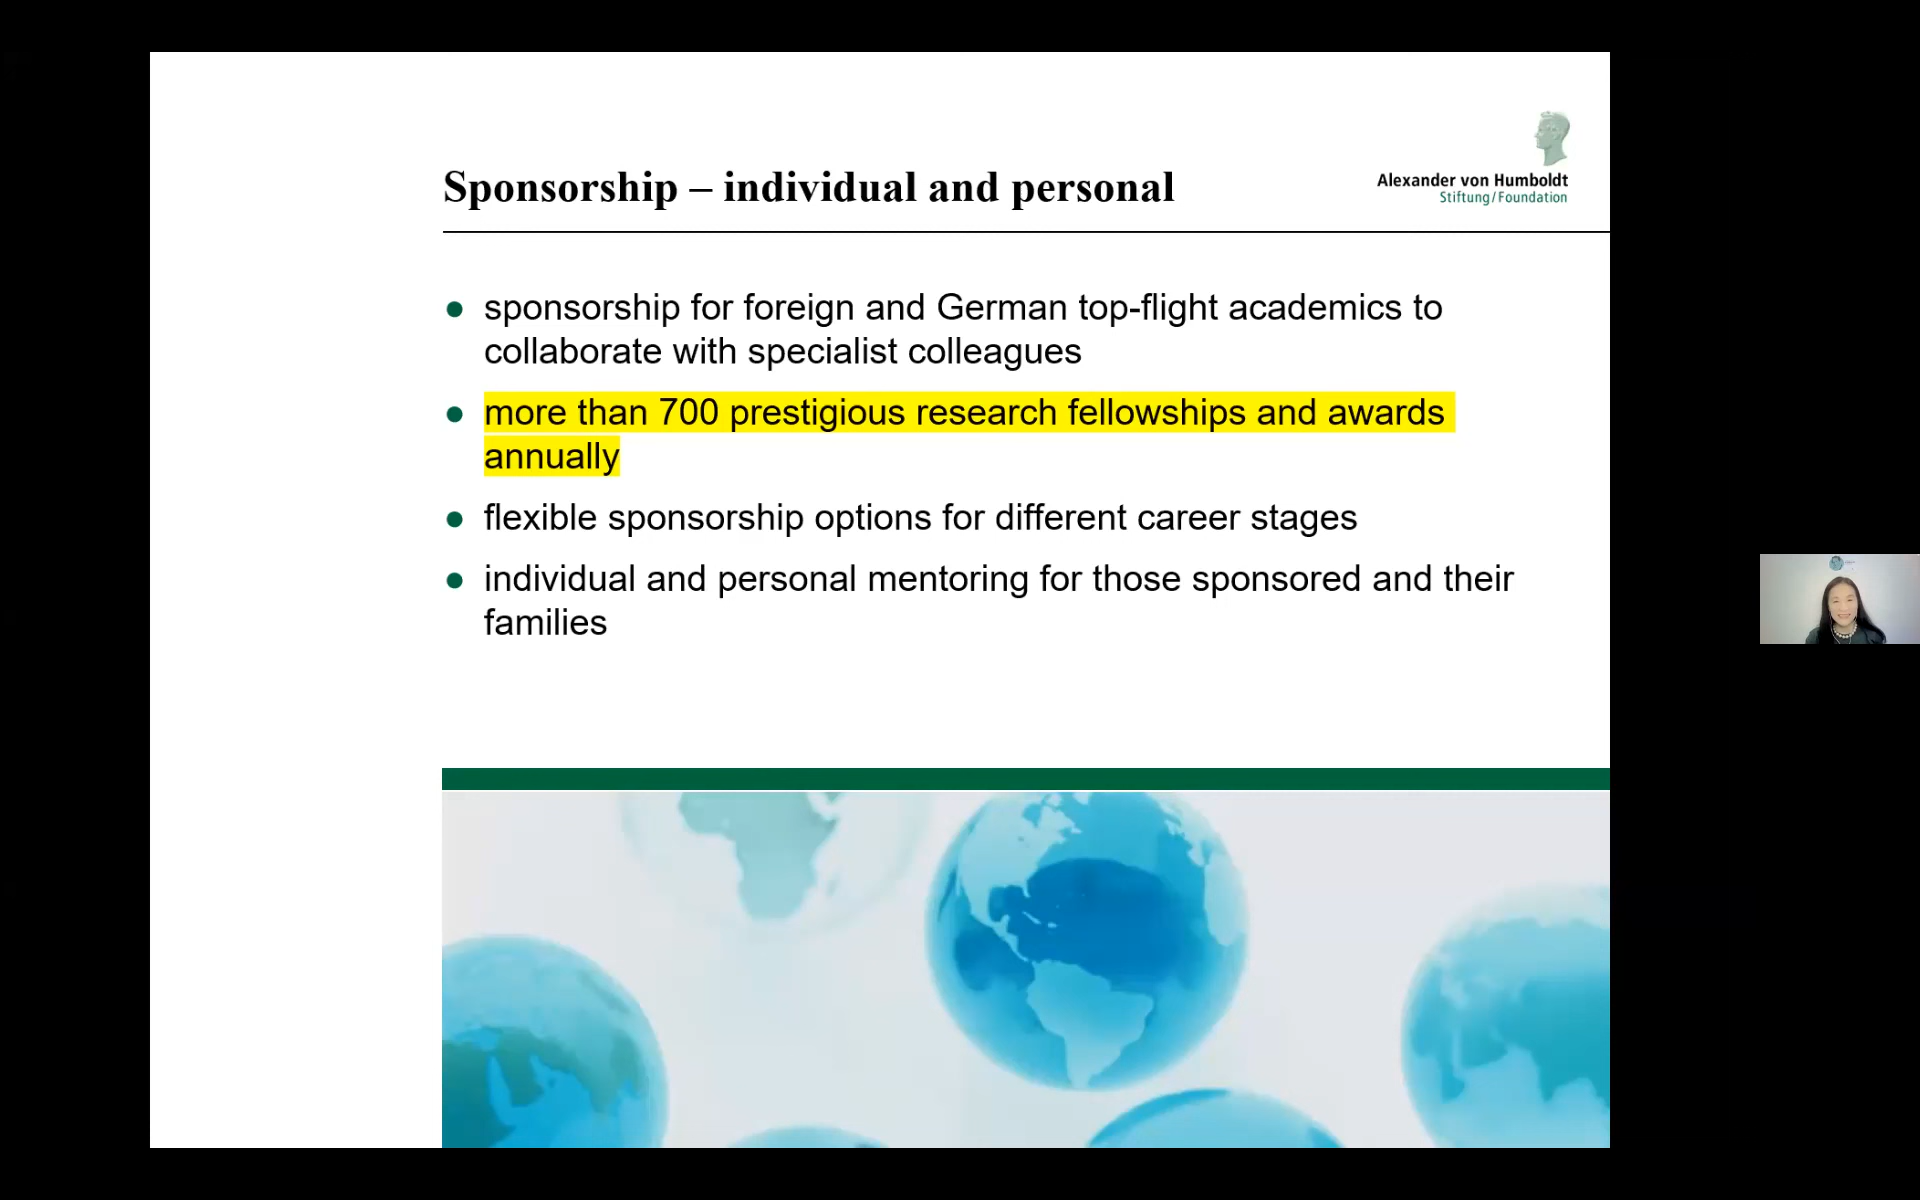 Sponsorship – individual and personal
Alexander von Humboldt
Stiftung/Foundation
● sponsorship for foreign and German top-flight academics to
collaborate with specialist colleagues
● more than 700 prestigious research fellowships and awards
annually
● flexible sponsorship options for different career stages
● individual and personal mentoring for those sponsored and their
families